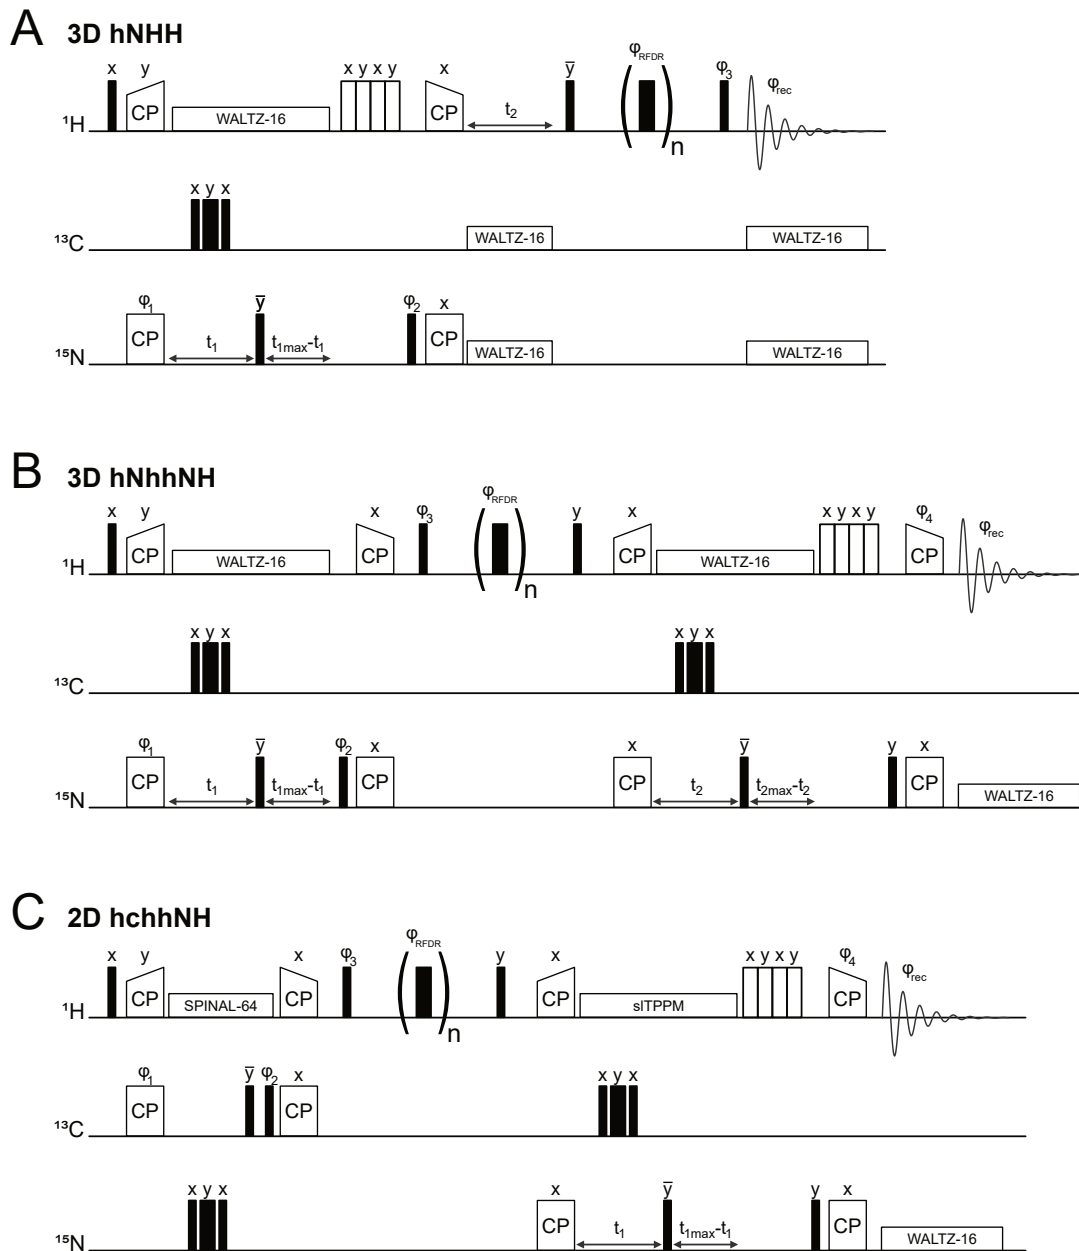 A 3D hNHH
φRFDR
x y x y x y x ȳ φ3 φrec
CP WALTZ-16 CP t2
¹H n
x y x
¹³C WALTZ-16 WALTZ-16
φ1 ȳ φ2 x
CP t1 t1max-t1 CP
¹⁵N WALTZ-16 WALTZ-16
B 3D hNhhNH
φRFDR
x y x φ3 y x x y x y φ4 φrec
CP WALTZ-16 CP CP WALTZ-16 CP
¹H n
x y x x y x
¹³C
φ1 ȳ φ2 x x ȳ y x
CP t1 t1max-t1 CP CP t2 t2max-t2 CP
¹⁵N WALTZ-16
C 2D hchhNH
φRFDR
x y x φ3 y x x y x y φ4 φrec
CP SPINAL-64 CP CP slTPPM CP
¹H n
φ1 ȳ φ2 x x y x
CP CP
¹³C
x y x x ȳ y x
CP t1 t1max-t1 CP
¹⁵N WALTZ-16